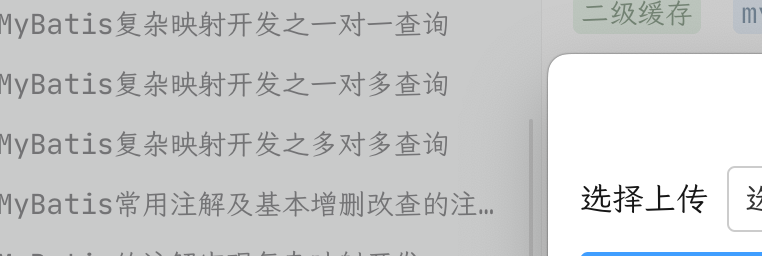 MyBatis复杂映射开发之一对一查询
MyBatis复杂映射开发之一对多查询
MyBatis复杂映射开发之多对多查询
MyBatis常用注解及基本增删改查的注…
二级缓存
my
选择上传